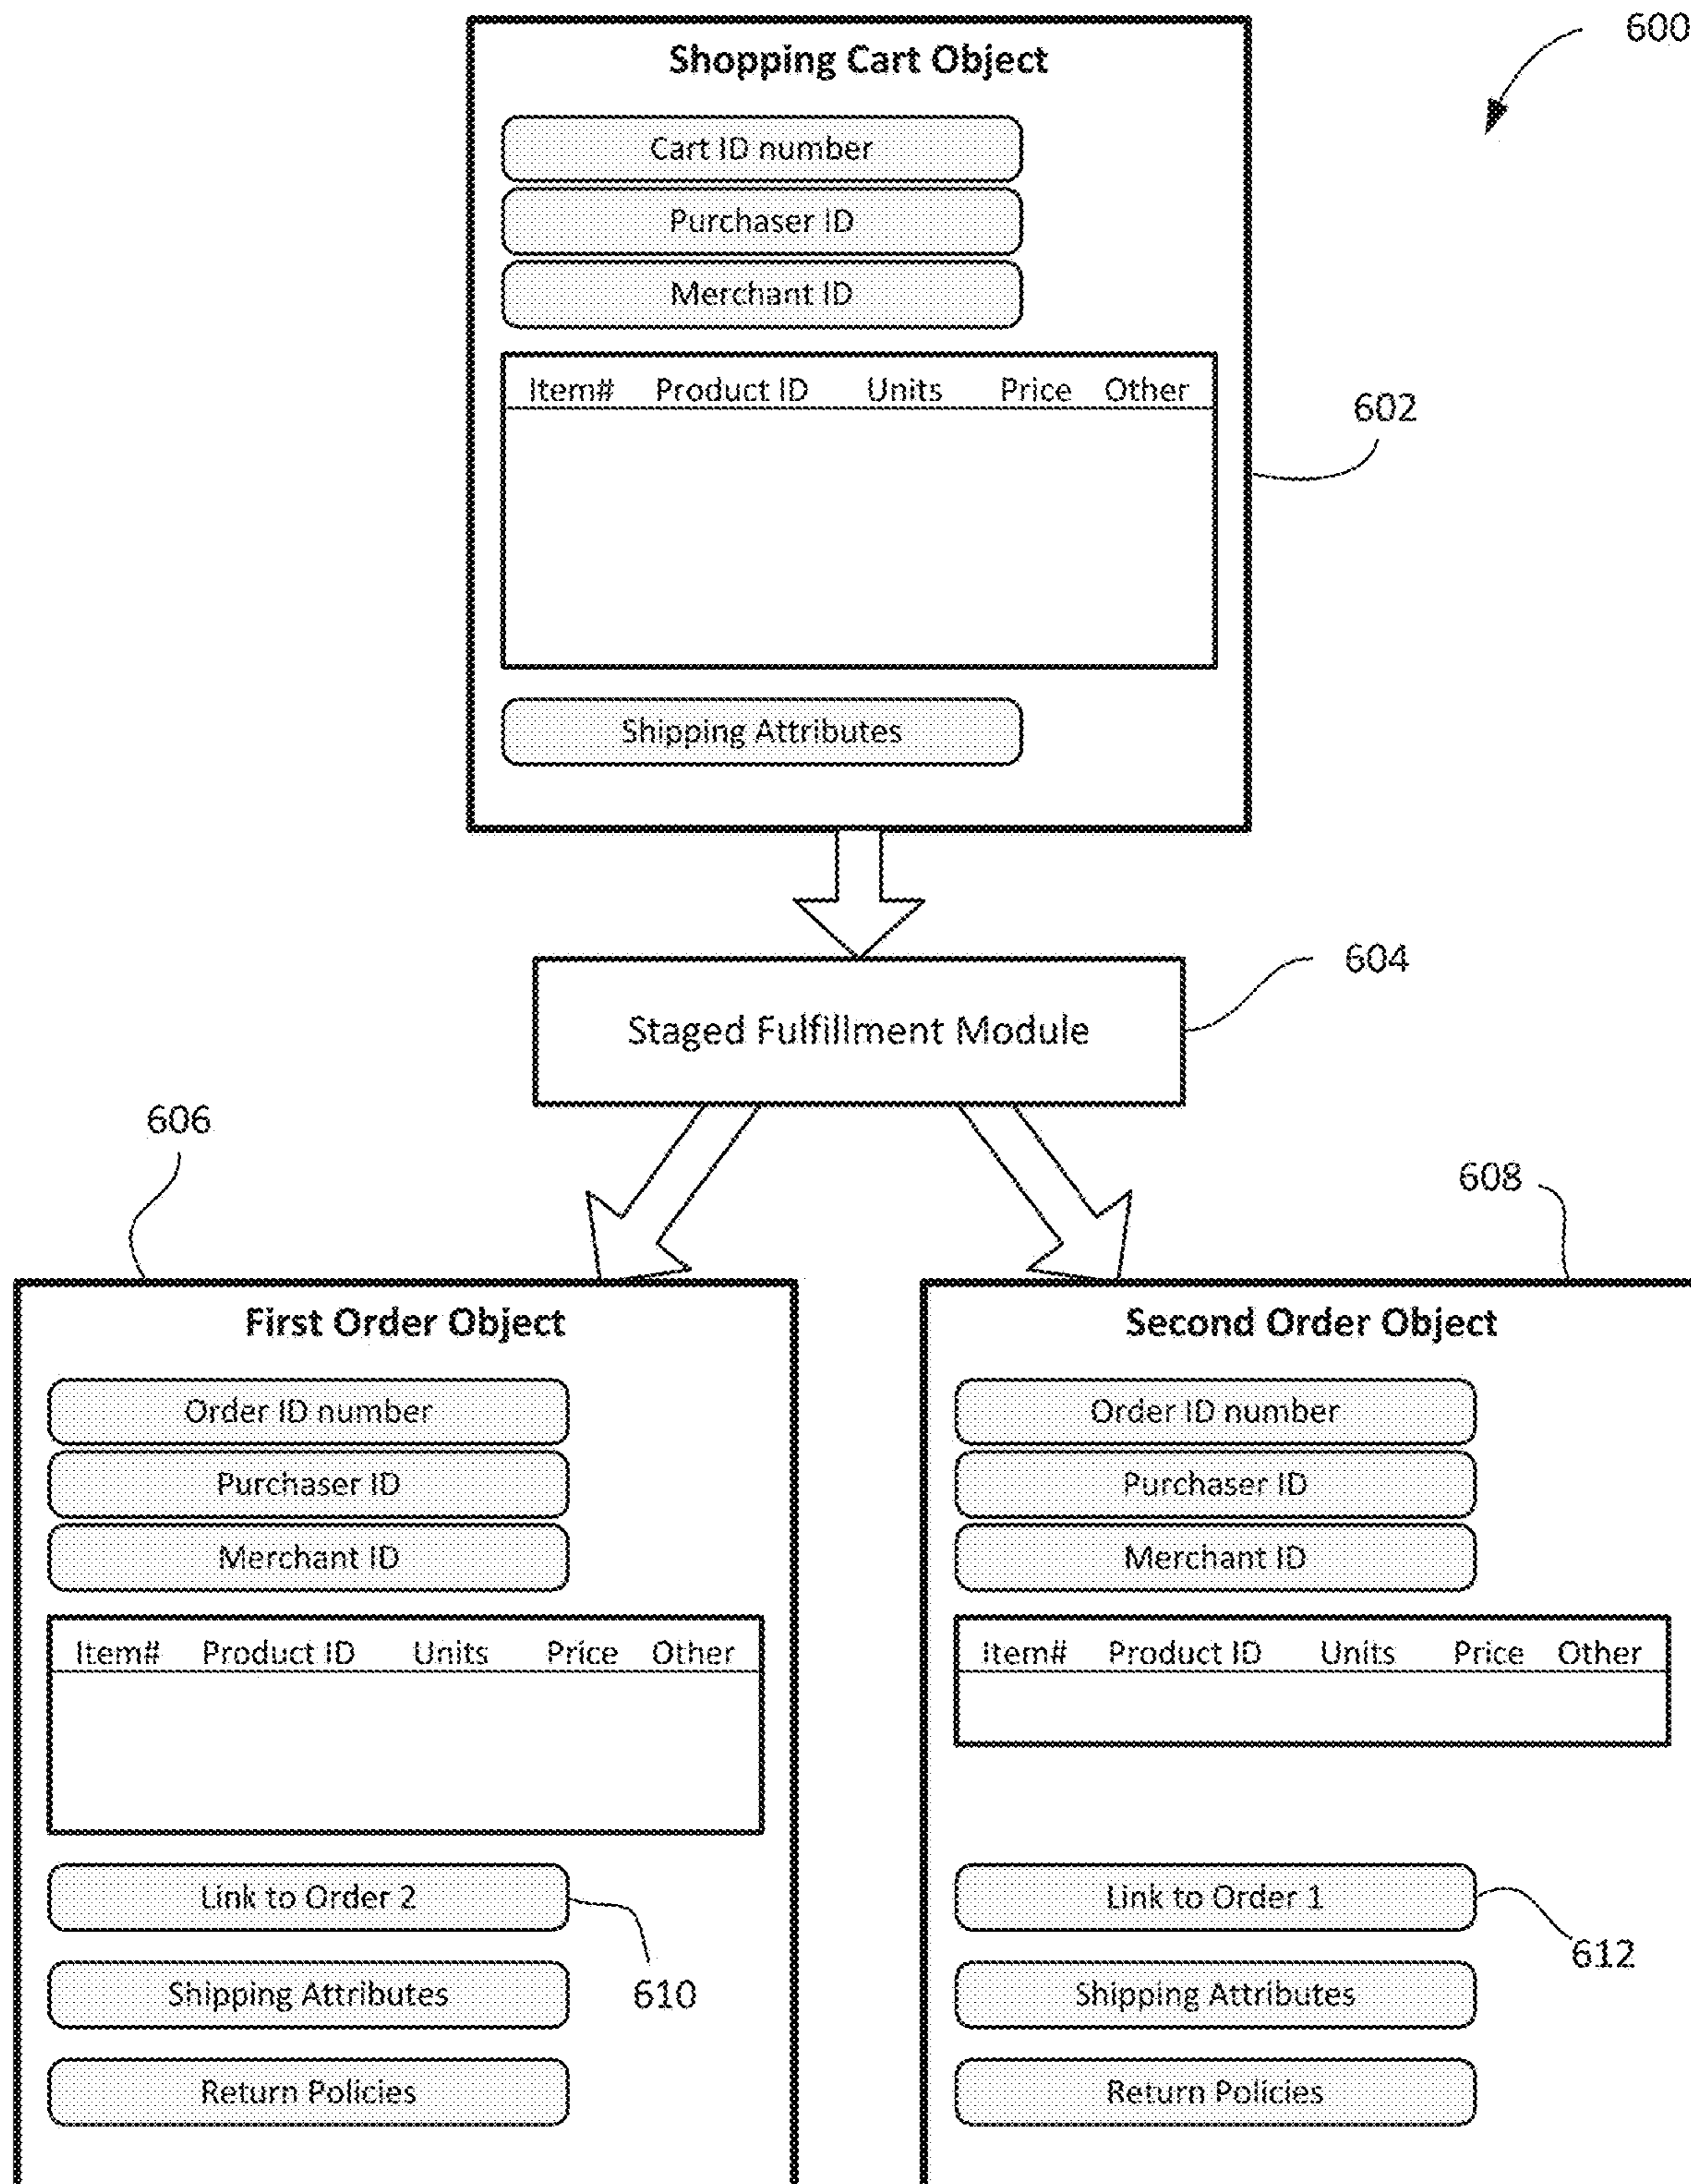 600
Shopping Cart Object
Cart ID number
Purchaser ID
Merchant ID
Item# Product ID Units Price Other
602
Shipping Attributes
604
Staged Fulfillment Module
606
608
First Order Object
Order ID number
Purchaser ID
Merchant ID
Item# Product ID Units Price Other
Link to Order 2
610
Shipping Attributes
Return Policies
Second Order Object
Order ID number
Purchaser ID
Merchant ID
Item# Product ID Units Price Other
Link to Order 1
612
Shipping Attributes
Return Policies